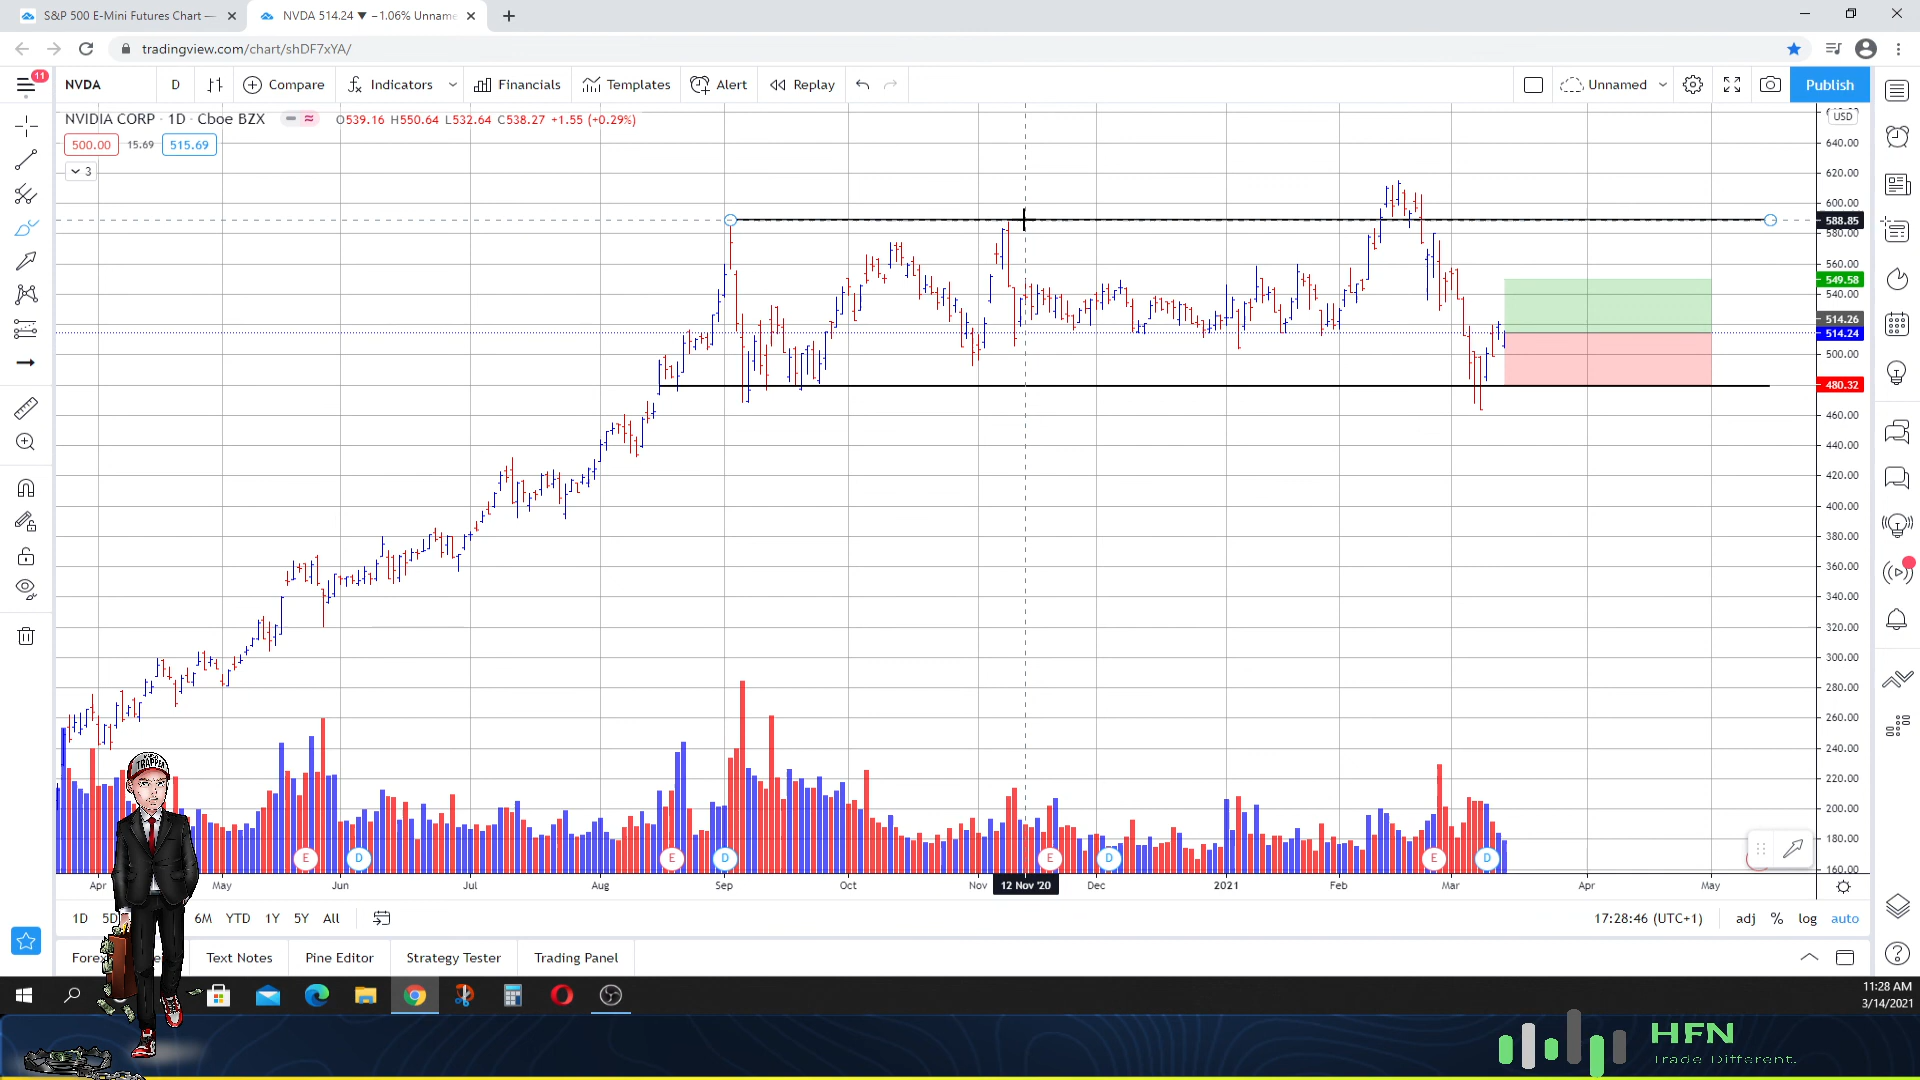 S&P 500 E-Mini Futures Chart —
NVDA 514.24 ▼ −1.06% Unname
tradingview.com/chart/shDF7xYA/
11
NVDA
D
Compare
Indicators
Financials
Templates
Alert
Replay
Unnamed
Publish
NVIDIA CORP · 1D · Cboe BZX
O539.16 H550.64 L532.64 C538.27 +1.55 (+0.29%)
500.00
15.69
515.69
3
USD
640.00
620.00
600.00
588.85
580.00
560.00
549.58
540.00
514.26
514.24
500.00
480.32
460.00
440.00
420.00
400.00
380.00
360.00
340.00
320.00
300.00
280.00
260.00
240.00
220.00
200.00
180.00
160.00
TRAPPER
E
D
E
D
E
D
E
D
Apr
May
Jun
Jul
Aug
Sep
Oct
Nov
12 Nov '20
Dec
2021
Feb
Mar
Apr
May
1D
5D
6M
YTD
1Y
5Y
All
17:28:46 (UTC+1)
adj
%
log
auto
Text Notes
Pine Editor
Strategy Tester
Trading Panel
11:28 AM
3/14/2021
HFN
Trade Different.